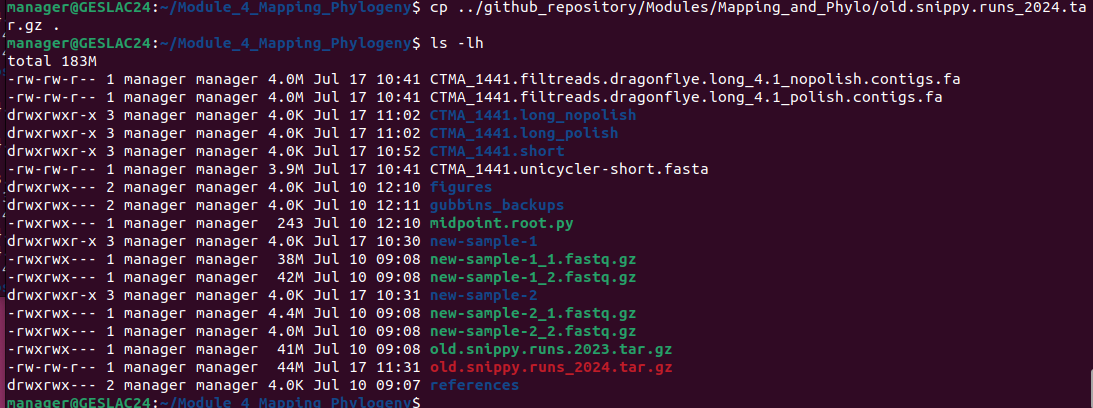 manager@GESLAC24:~/Module_4_Mapping_Phylogeny$ cp ../github_repository/Modules/Mapping_and_Phylo/old.snippy.runs_2024.ta
r.gz .
manager@GESLAC24:~/Module_4_Mapping_Phylogeny$ ls -lh
total 183M
-rw-rw-r-- 1 manager manager 4.0M Jul 17 10:41 CTMA_1441.filtreads.dragonflye.long_4.1_nopolish.contigs.fa
-rw-rw-r-- 1 manager manager 4.0M Jul 17 10:41 CTMA_1441.filtreads.dragonflye.long_4.1_polish.contigs.fa
drwxrwxr-x 3 manager manager 4.0K Jul 17 11:02 CTMA_1441.long_nopolish
drwxrwxr-x 3 manager manager 4.0K Jul 17 11:02 CTMA_1441.long_polish
drwxrwxr-x 3 manager manager 4.0K Jul 17 10:52 CTMA_1441.short
-rw-rw-r-- 1 manager manager 3.9M Jul 17 10:41 CTMA_1441.unicycler-short.fasta
drwxrwx--- 2 manager manager 4.0K Jul 10 12:10 figures
drwxrwx--- 2 manager manager 4.0K Jul 10 12:11 gubbins_backups
-rwxrwx--- 1 manager manager 243 Jul 10 12:10 midpoint.root.py
drwxrwxr-x 3 manager manager 4.0K Jul 17 10:30 new-sample-1
-rwxrwx--- 1 manager manager 38M Jul 10 09:08 new-sample-1_1.fastq.gz
-rwxrwx--- 1 manager manager 42M Jul 10 09:08 new-sample-1_2.fastq.gz
drwxrwxr-x 3 manager manager 4.0K Jul 17 10:31 new-sample-2
-rwxrwx--- 1 manager manager 4.4M Jul 10 09:08 new-sample-2_1.fastq.gz
-rwxrwx--- 1 manager manager 4.0M Jul 10 09:08 new-sample-2_2.fastq.gz
-rwxrwx--- 1 manager manager 41M Jul 10 09:08 old.snippy.runs.2023.tar.gz
-rw-rw-r-- 1 manager manager 44M Jul 17 11:31 old.snippy.runs_2024.tar.gz
drwxrwx--- 2 manager manager 4.0K Jul 10 09:07 references
manager@GESLAC24:~/Module_4_Mapping_Phylogeny$